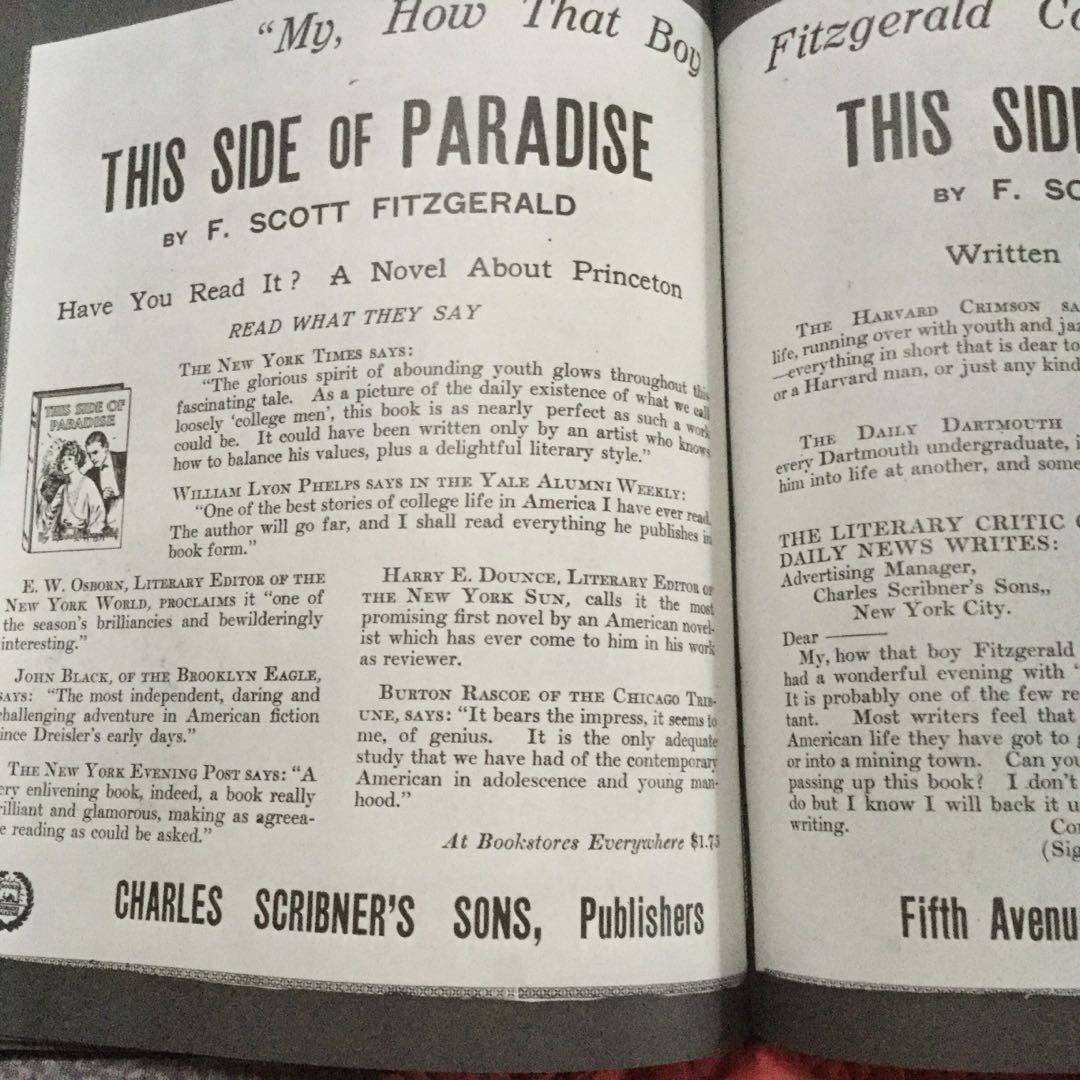 "My, How That Boy
THIS SIDE OF PARADISE
BY F. SCOTT FITZGERALD
Have You Read It? A Novel About Princeton
READ WHAT THEY SAY
THE NEW YORK TIMES SAYS:
"The glorious spirit of abounding youth glows throughout this
fascinating tale. As a picture of the daily existence of what we call
loosely 'college men', this book is as nearly perfect as such a work
could be. It could have been written only by an artist who knows
how to balance his values, plus a delightful literary style."
THIS SIDE OF
PARADISE
WILLIAM LYON PHELPS SAYS IN THE YALE ALUMNI WEEKLY:
"One of the best stories of college life in America I have ever read.
The author will go far, and I shall read everything he publishes in
book form."
E. W. OSBORN, LITERARY EDITOR OF THE
NEW YORK WORLD, PROCLAIMS it "one of
the season's brilliancies and bewilderingly
interesting."
JOHN BLACK, OF THE BROOKLYN EAGLE,
SAYS: "The most independent, daring and
challenging adventure in American fiction
since Dreisler's early days."
THE NEW YORK EVENING POST SAYS: "A
ery enlivening book, indeed, a book really
rilliant and glamorous, making as agreea-
e reading as could be asked."
HARRY E. DOUNCE, LITERARY EDITOR OF
THE NEW YORK SUN, calls it the most
promising first novel by an American novel-
ist which has ever come to him in his work
as reviewer.
BURTON RASCOE OF THE CHICAGO TRIB-
UNE, SAYS: "It bears the impress, it seems to
me, of genius. It is the only adequate
study that we have had of the contemporary
American in adolescence and young man-
hood."
At Bookstores Everywhere $1.75
CHARLES SCRIBNER'S SONS, Publishers
Fitzgerald Co
THIS SIDE
BY F. SC
Written
THE HARVARD CRIMSON SA
life, running over with youth and jaz
—everything in short that is dear to
or a Harvard man, or just any kind
THE DAILY DARTMOUTH
every Dartmouth undergraduate, i
him into life at another, and some
THE LITERARY CRITIC O
DAILY NEWS WRITES:
Advertising Manager,
Charles Scribner's Sons,,
New York City.
Dear ———
My, how that boy Fitzgerald
had a wonderful evening with '
It is probably one of the few re
tant. Most writers feel that
American life they have got to g
or into a mining town. Can you
passing up this book? I don't
do but I know I will back it u
writing.
Cor
(Sig
Fifth Avenu